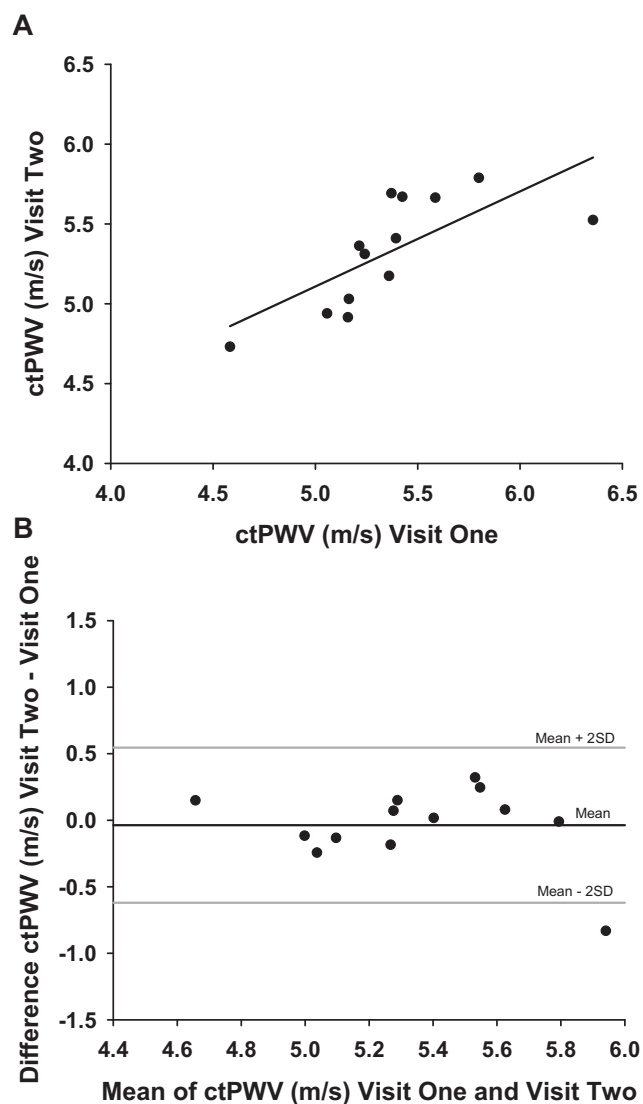 A
ctPWV (m/s) Visit Two
6.5
6.0
5.5
5.0
4.5
4.0
4.0 4.5 5.0 5.5 6.0 6.5
ctPWV (m/s) Visit One
B
Difference ctPWV (m/s) Visit Two - Visit One
1.5
1.0
0.5
0.0
-0.5
-1.0
-1.5
Mean + 2SD
Mean
Mean - 2SD
4.4 4.6 4.8 5.0 5.2 5.4 5.6 5.8 6.0
Mean of ctPWV (m/s) Visit One and Visit Two